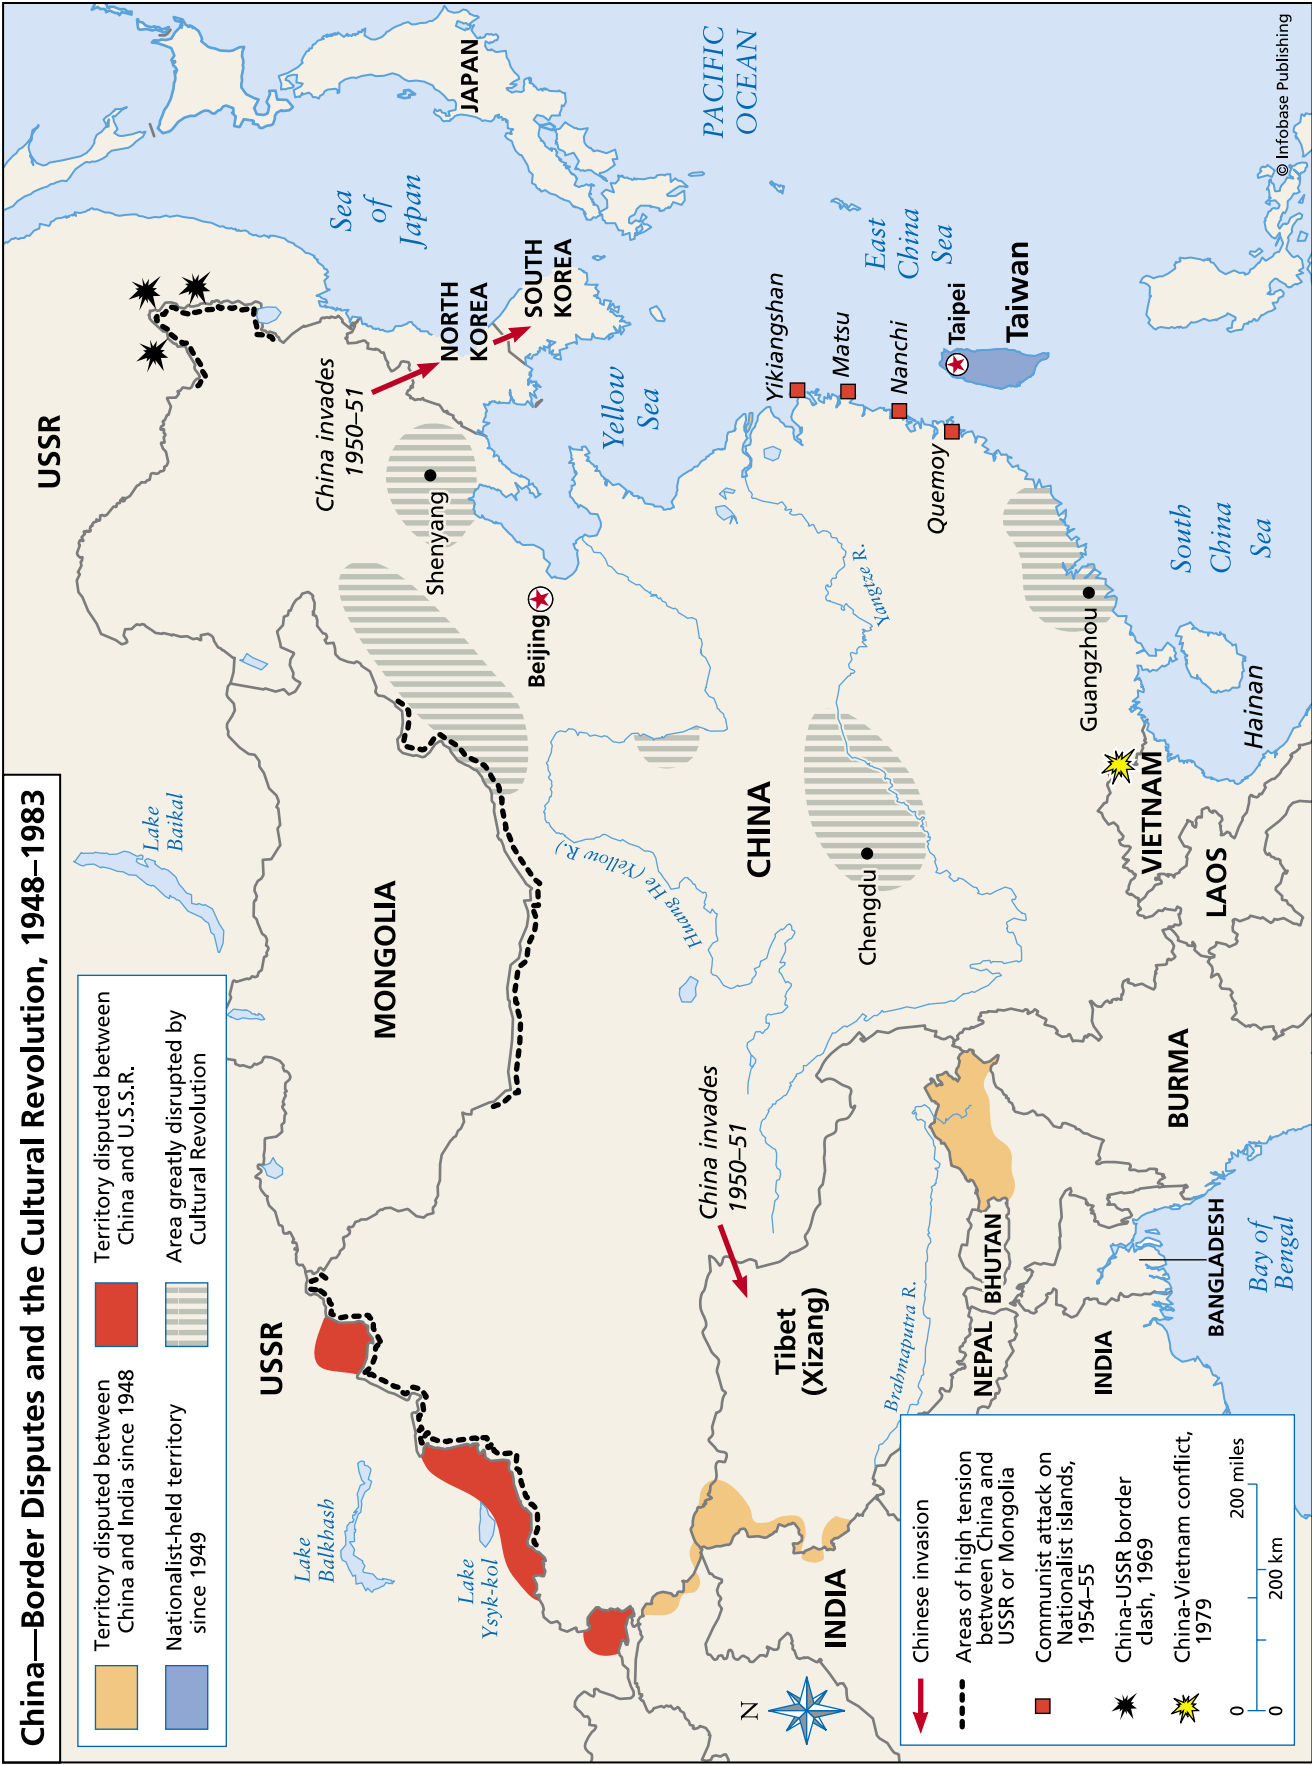 China—Border Disputes and the Cultural Revolution, 1948–1983
Territory disputed between
China and India since 1948
Nationalist-held territory
since 1949
Territory disputed between
China and U.S.S.R.
Area greatly disrupted by
Cultural Revolution
USSR
USSR
Lake
Baikal
Lake
Balkhash
Lake
Ysyk-kol
MONGOLIA
China invades
1950–51
Shenyang
Beijing
NORTH
KOREA
SOUTH
KOREA
Sea
of
Japan
JAPAN
PACIFIC
OCEAN
Yellow
Sea
East
China
Sea
Huang He (Yellow R.)
CHINA
Yangtze R.
Chengdu
Yikiangshan
Matsu
Nanchi
Quemoy
Taipei
Taiwan
Guangzhou
South
China
Sea
Hainan
China invades
1950–51
Tibet
(Xizang)
Brahmaputra R.
NEPAL
BHUTAN
INDIA
INDIA
BANGLADESH
Bay of
Bengal
BURMA
LAOS
VIETNAM
N
Chinese invasion
Areas of high tension
between China and
USSR or Mongolia
Communist attack on
Nationalist islands,
1954–55
China-USSR border
clash, 1969
China-Vietnam conflict,
1979
0 200 miles
0 200 km
© Infobase Publishing